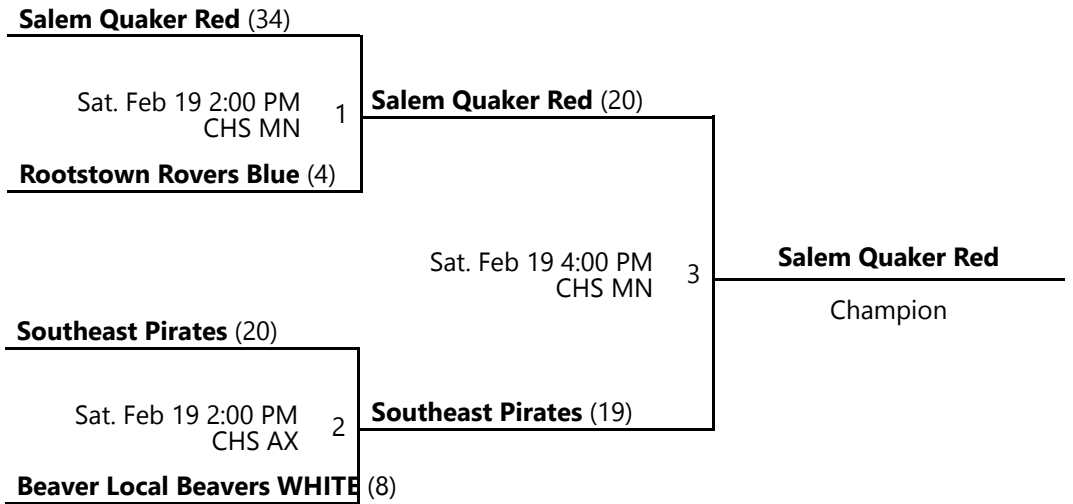 Salem Quaker Red (34)
Sat. Feb 19 2:00 PM
CHS MN
1
Salem Quaker Red (20)
Rootstown Rovers Blue (4)
Sat. Feb 19 4:00 PM
CHS MN
3
Salem Quaker Red
Champion
Southeast Pirates (20)
Sat. Feb 19 2:00 PM
CHS AX
2
Southeast Pirates (19)
Beaver Local Beavers WHITE (8)